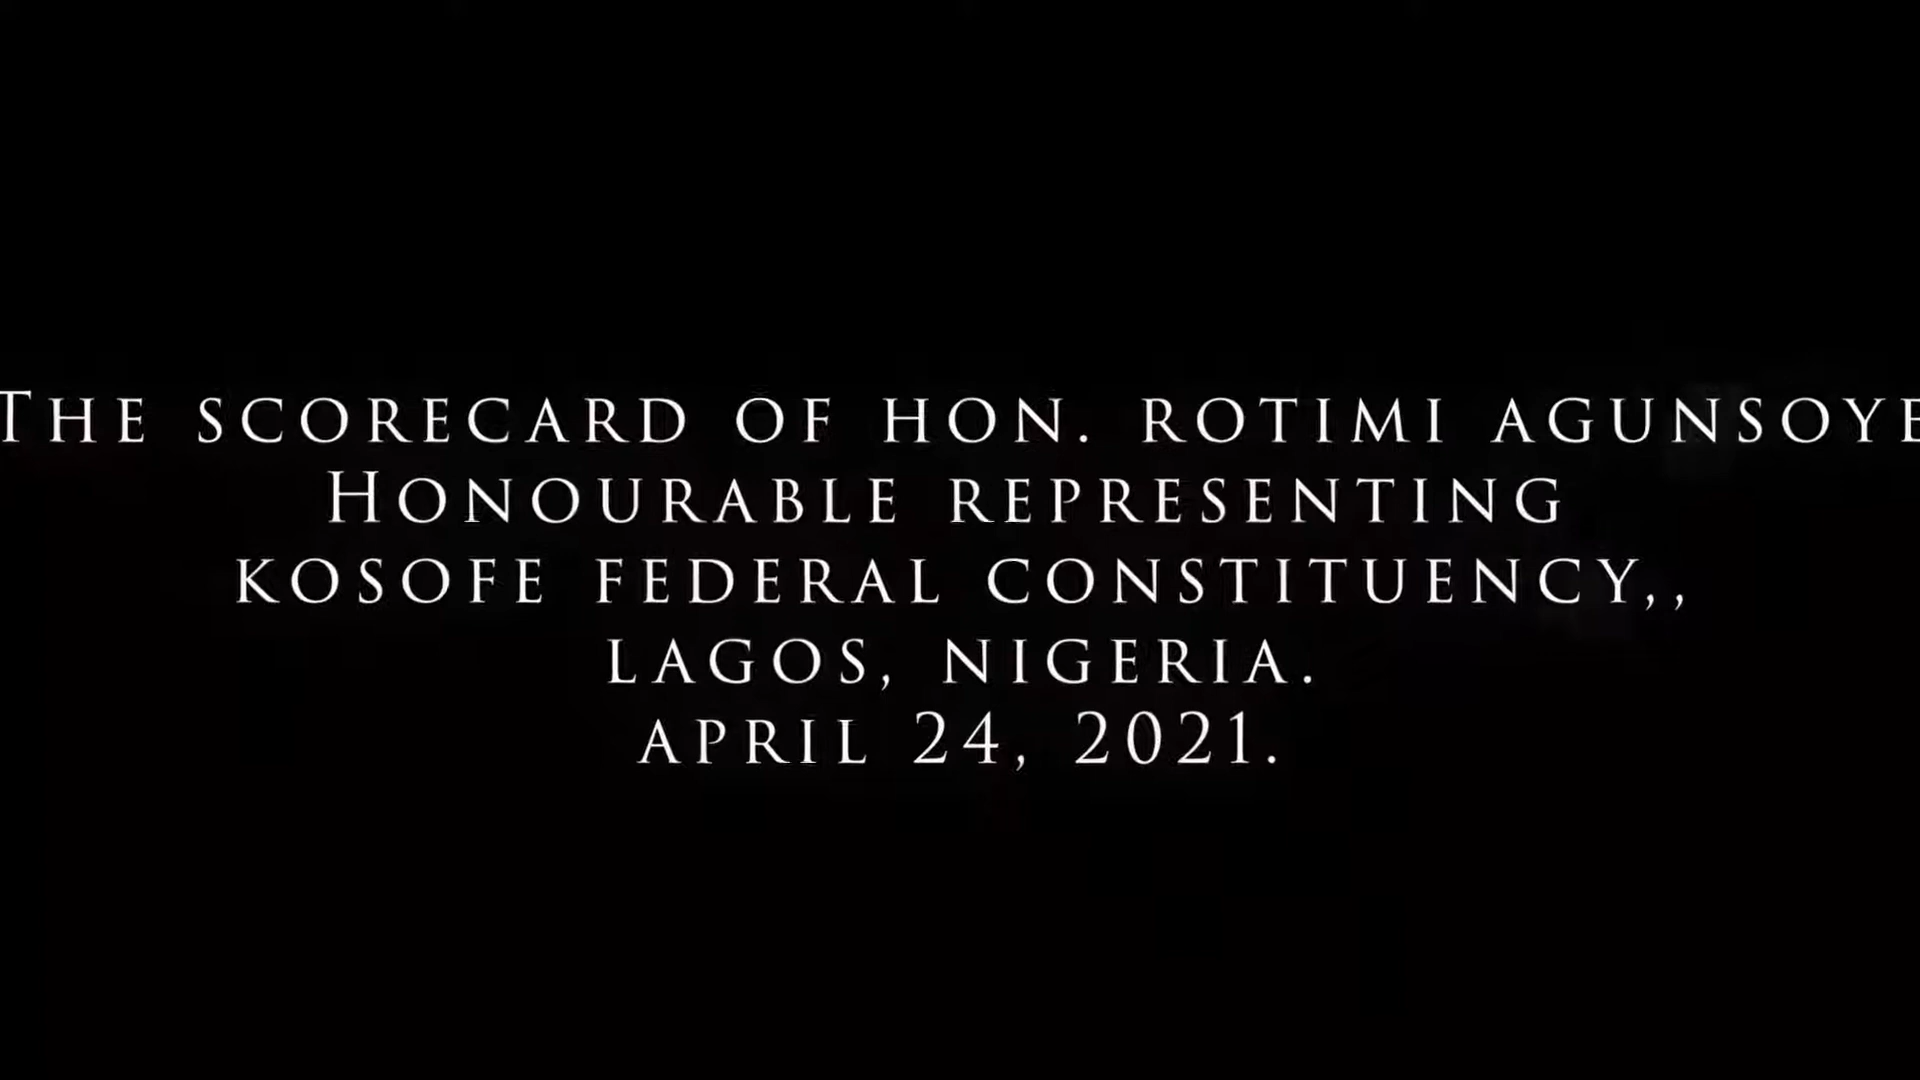 The scorecard of Hon. Rotimi Agunsoye
Honourable representing
Kosofe Federal Constituency,,
Lagos, Nigeria.
April 24, 2021.